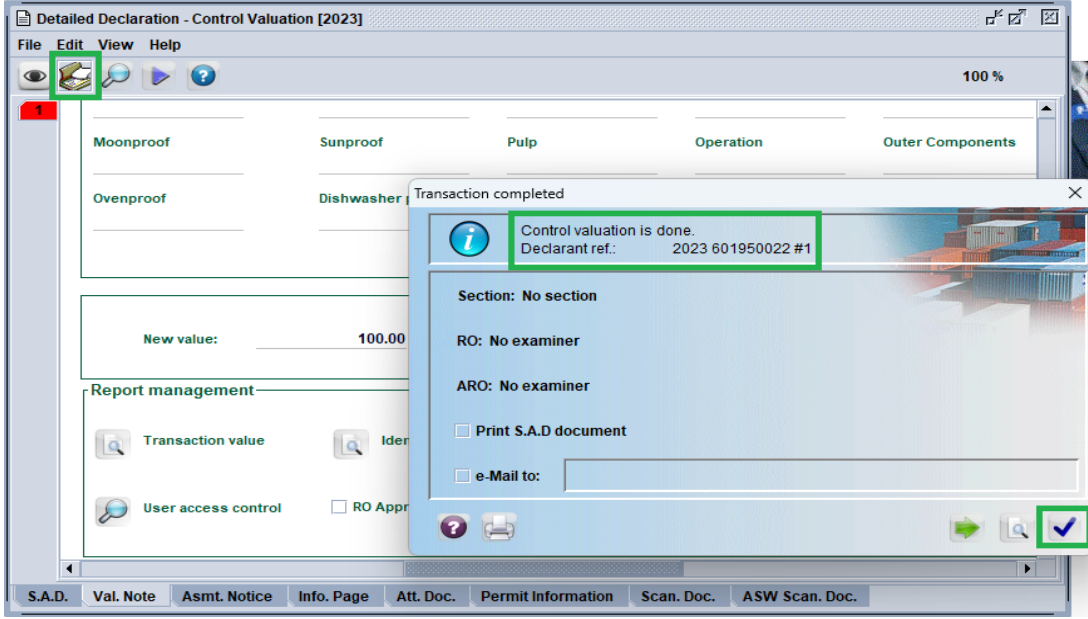 Detailed Declaration - Control Valuation [2023]
File Edit View Help
100 %
1
Moonproof Sunproof Pulp Operation Outer Components
Ovenproof Dishwasher
New value: 100.00
Report management
Transaction value
User access control RO Appr
Transaction completed
Control valuation is done.
Declarant ref.: 2023 601950022 #1
Section: No section
RO: No examiner
ARO: No examiner
Print S.A.D document
e-Mail to:
S.A.D. Val. Note Asmt. Notice Info. Page Att. Doc. Permit Information Scan. Doc. ASW Scan. Doc.